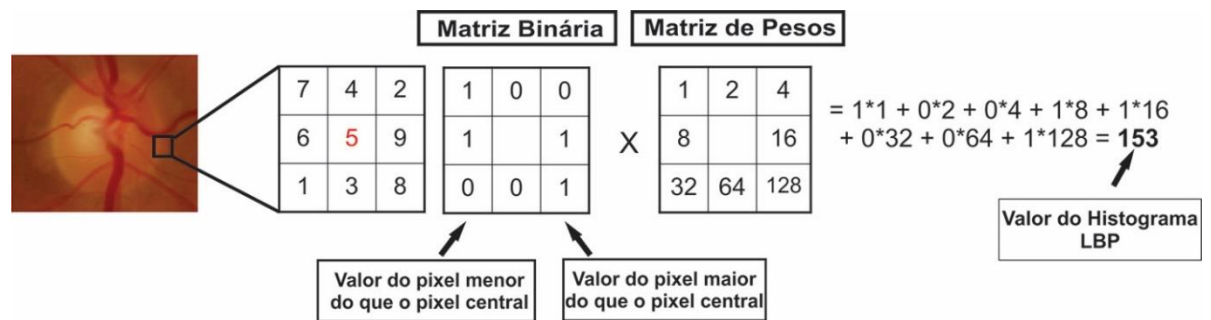 Matriz Binária
Matriz de Pesos
7 4 2
6 5 9
1 3 8
1 0 0
1 1
0 0 1
X
1 2 4
8 16
32 64 128
= 1*1 + 0*2 + 0*4 + 1*8 + 1*16
+ 0*32 + 0*64 + 1*128 = 153
Valor do Histograma
LBP
Valor do pixel menor
do que o pixel central
Valor do pixel maior
do que o pixel central